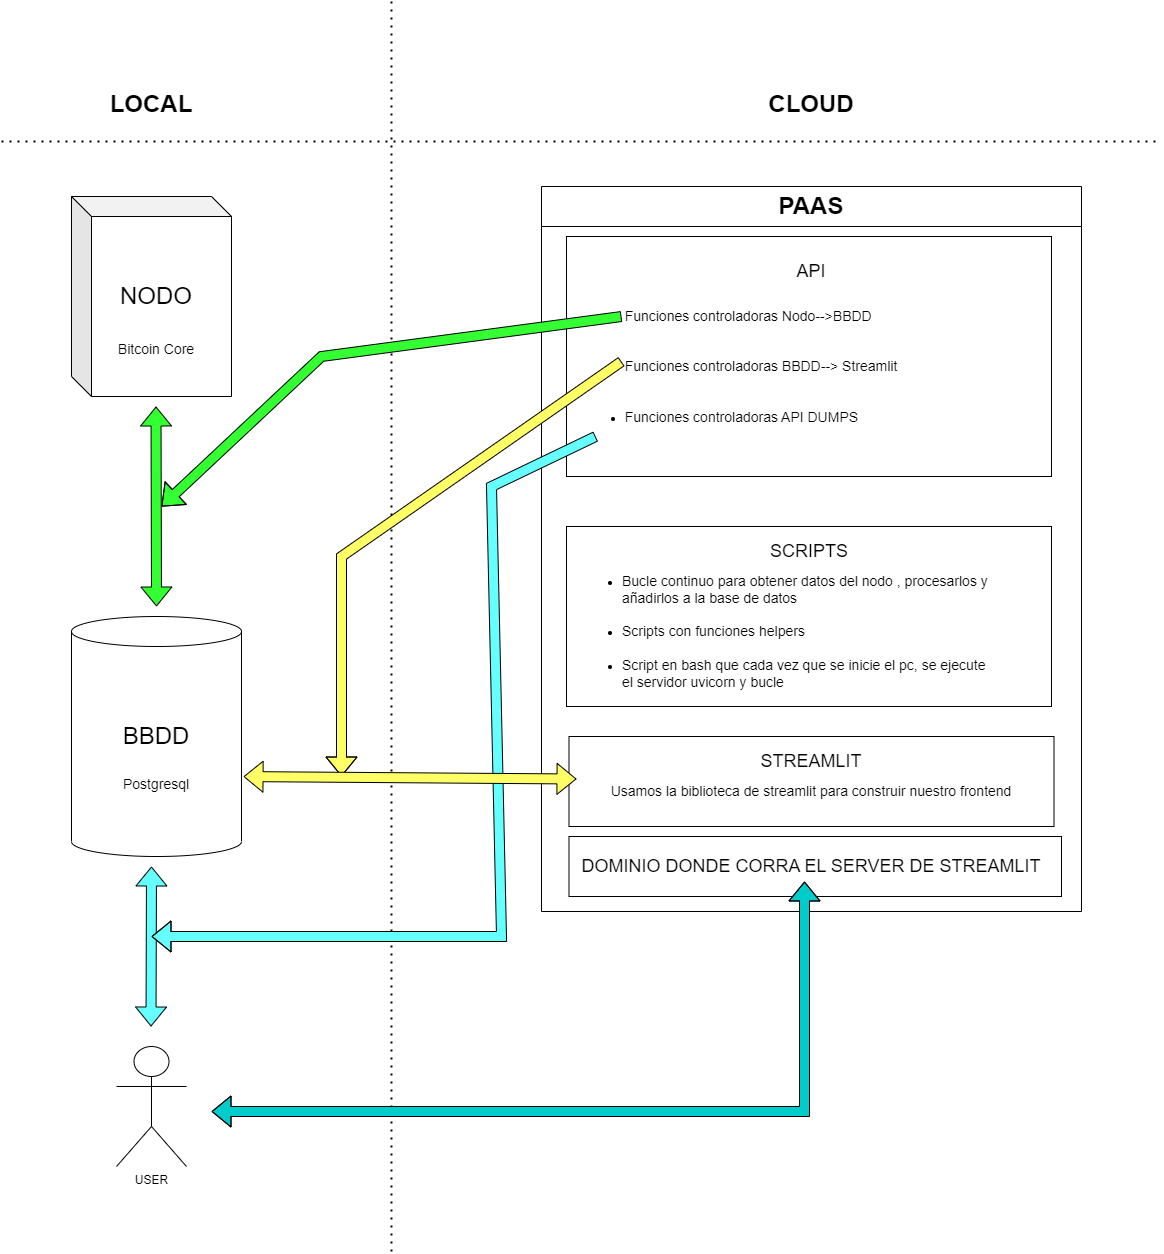 LOCAL
CLOUD
PAAS
NODO
Bitcoin Core
API
Funciones controladoras Nodo-->BBDD
Funciones controladoras BBDD--> Streamlit
• Funciones controladoras API DUMPS
SCRIPTS
• Bucle continuo para obtener datos del nodo , procesarlos y
añadirlos a la base de datos
• Scripts con funciones helpers
• Script en bash que cada vez que se inicie el pc, se ejecute
el servidor uvicorn y bucle
BBDD
Postgresql
STREAMLIT
Usamos la biblioteca de streamlit para construir nuestro frontend
DOMINIO DONDE CORRA EL SERVER DE STREAMLIT
USER